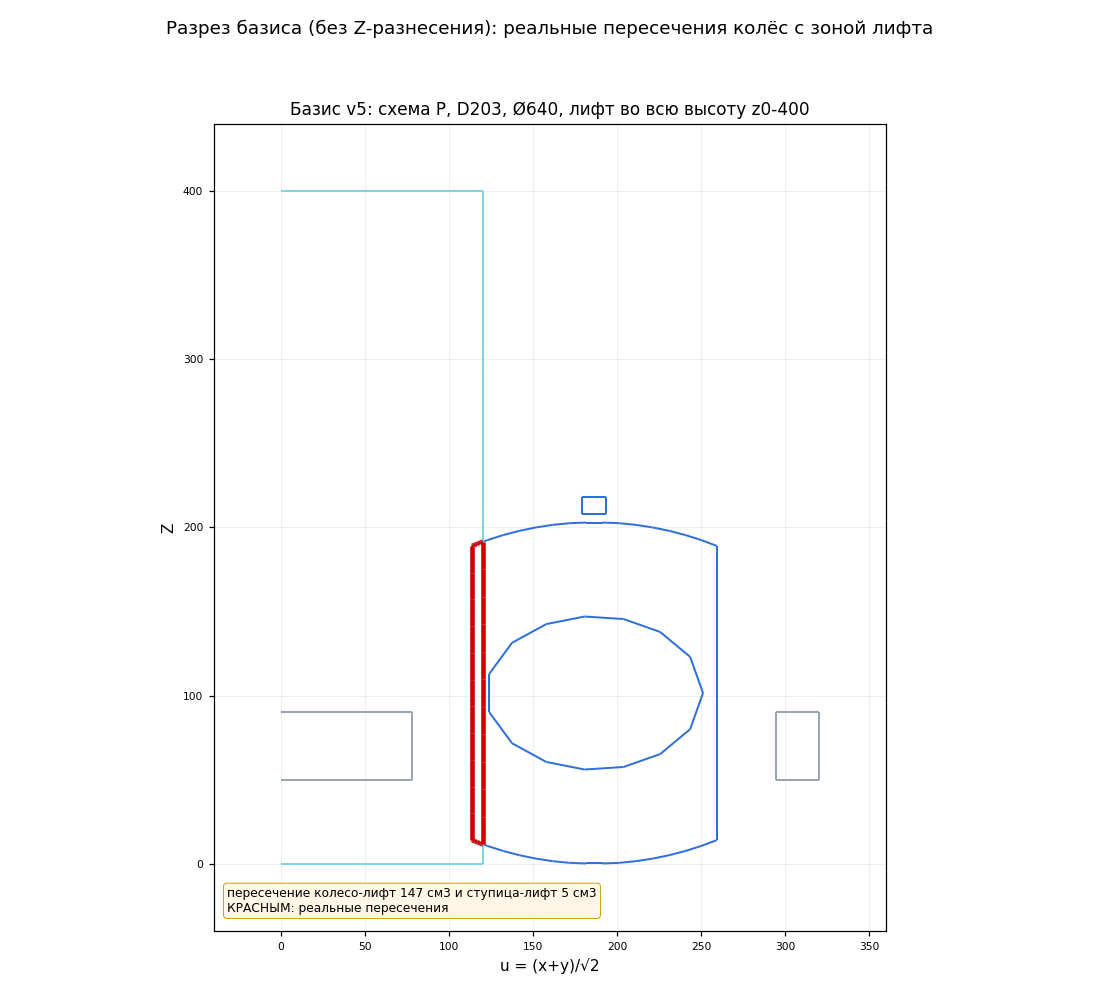 Разрез базиса (без Z-разнесения): реальные пересечения колёс с зоной лифта
Базис v5: схема P, D203, Ø640, лифт во всю высоту z0-400
400
300
200
100
0
Z
пересечение колесо-лифт 147 см3 и ступица-лифт 5 см3
КРАСНЫМ: реальные пересечения
0
50
100
150
200
250
300
350
u = (x+y)/√2